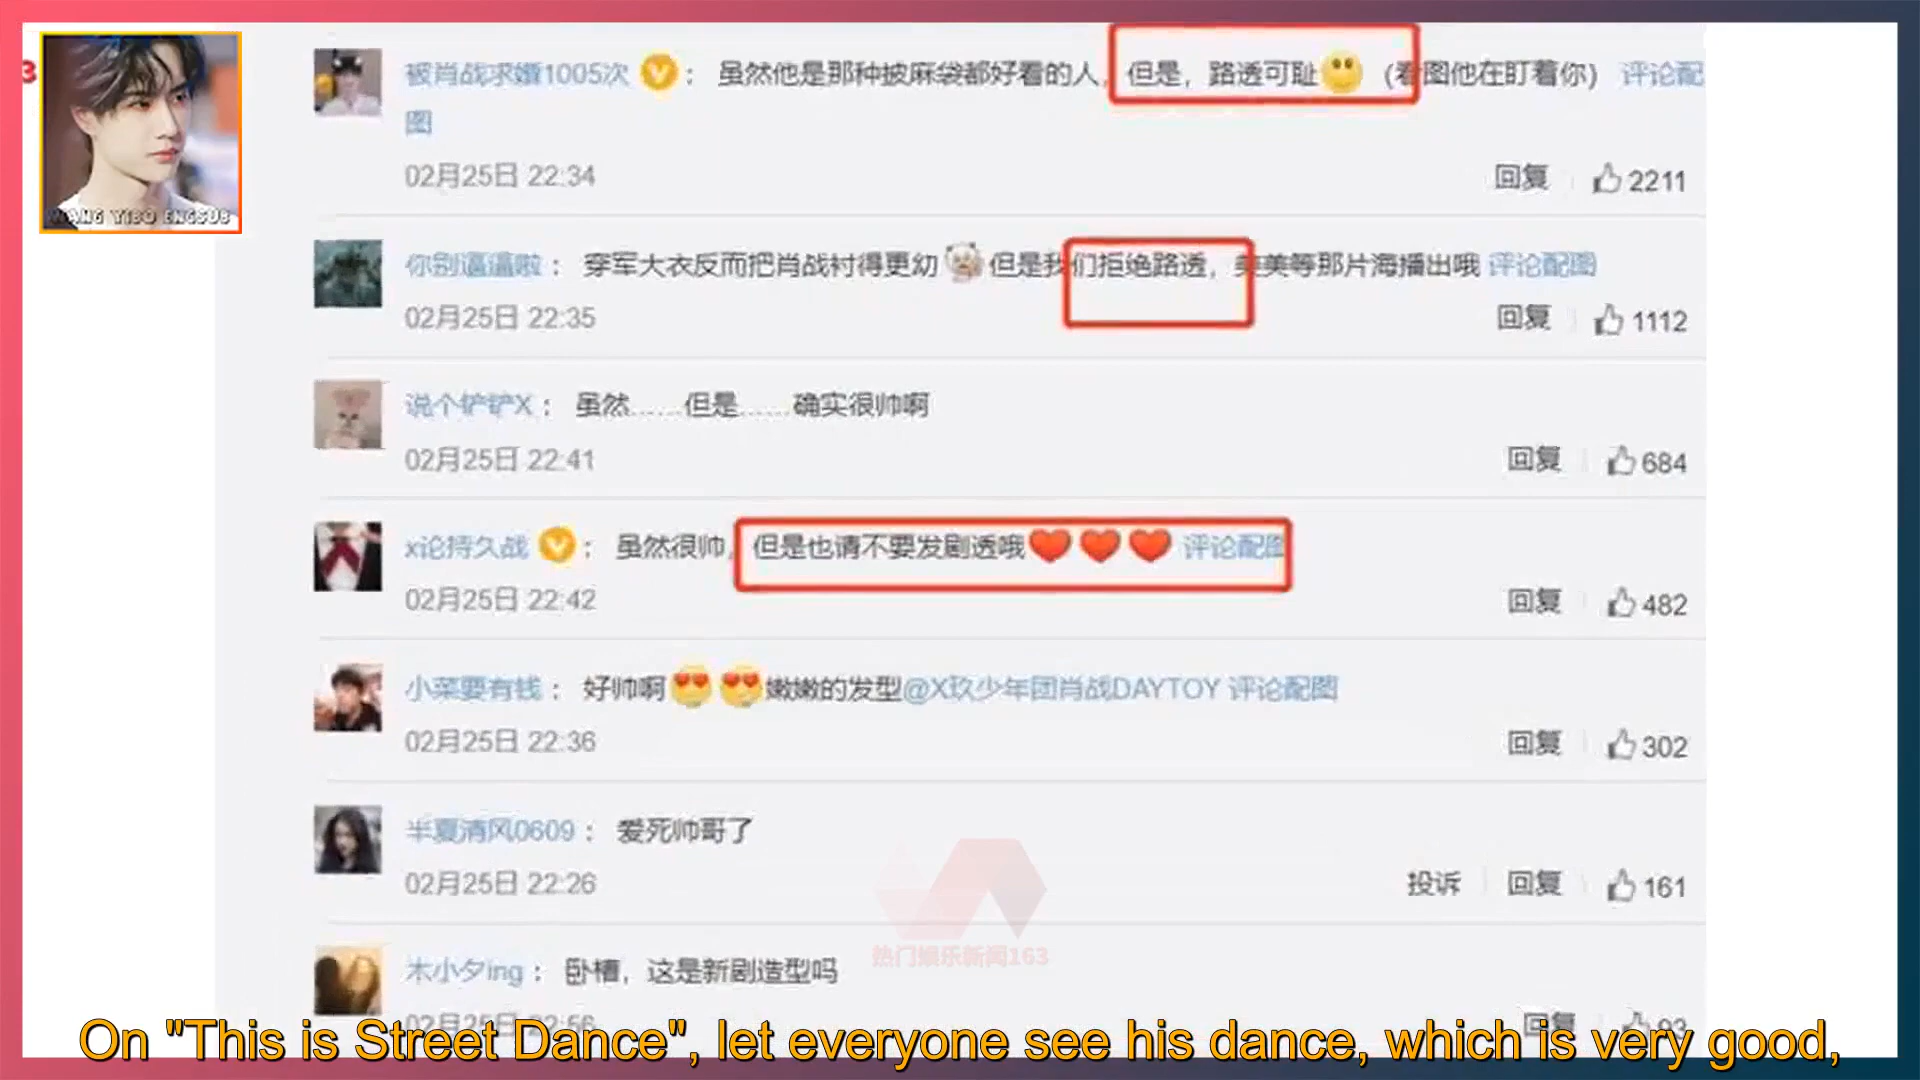 3
WANG YIBO ENGSUB
被肖战求婚1005次 V ： 虽然他是那种披麻袋都好看的人，但是，路透可耻 （看图他在盯着你） 评论配
图
02月25日 22:34
回复 2211
你别逼逼啦： 穿军大衣反而把肖战衬得更幼 但是我们拒绝路透，美美等那片海播出哦 评论配图
02月25日 22:35
回复 1112
说个铲铲X： 虽然……但是……确实很帅啊
02月25日 22:41
回复 684
x论持久战 V ： 虽然很帅，但是也请不要发剧透哦 评论配图
02月25日 22:42
回复 482
小菜要有钱： 好帅啊 嫩嫩的发型@X玖少年团肖战DAYTOY 评论配图
02月25日 22:36
回复 302
半夏清风0609： 爱死帅哥了
02月25日 22:26
投诉 回复 161
热门娱乐新闻163
木小夕ing： 卧槽，这是新剧造型吗
02月25日 22:56
回复 93
On "This is Street Dance", let everyone see his dance, which is very good,